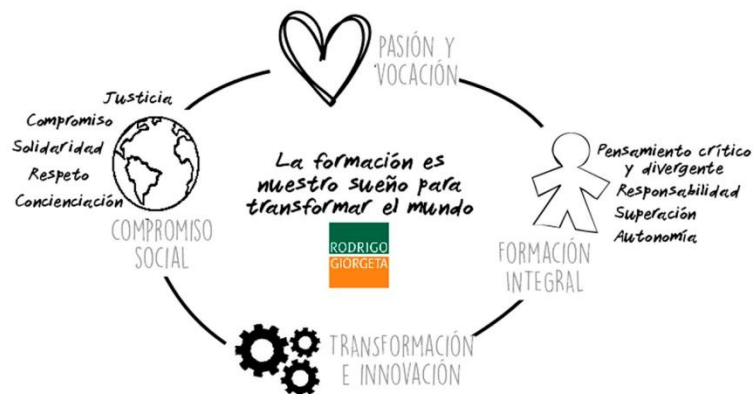 PASIÓN Y
VOCACIÓN
Justicia
Compromiso
Solidaridad
Respeto
Concienciación
COMPROMISO
SOCIAL
La formación es
nuestro sueño para
transformar el mundo
RODRIGO
GIORGETA
Pensamiento crítico
y divergente
Responsabilidad
Superación
Autonomía
FORMACIÓN
INTEGRAL
TRANSFORMACIÓN
E INNOVACIÓN